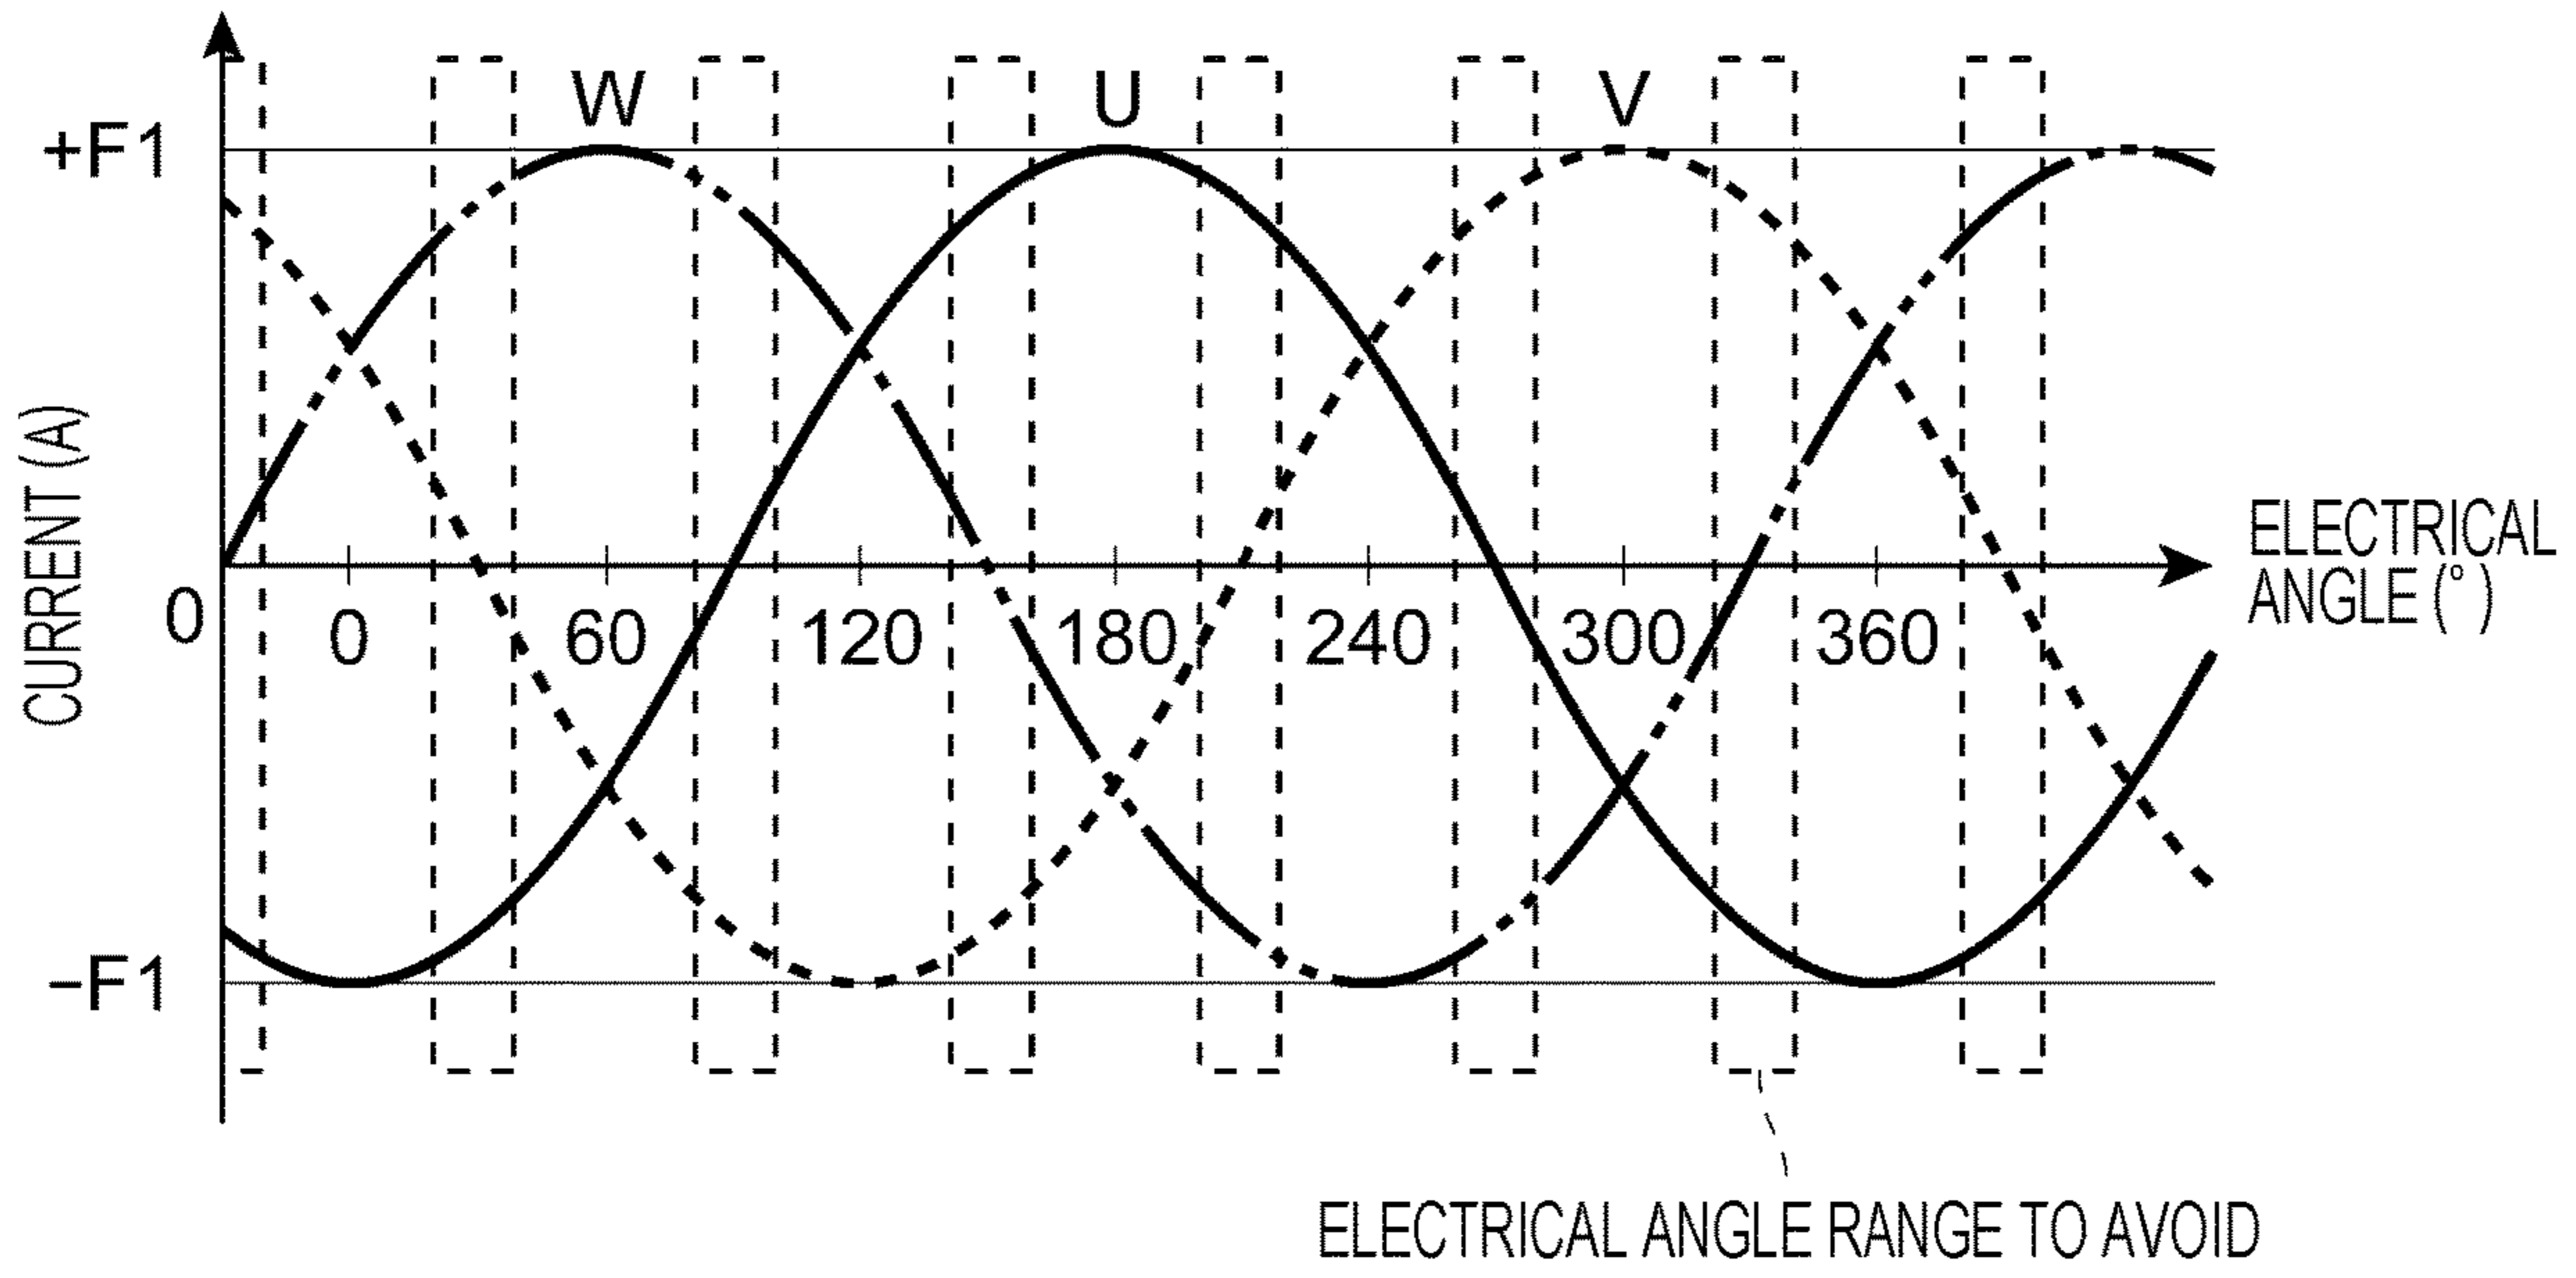 W U V
+F1
CURRENT (A)
ELECTRICAL
ANGLE (°)
0
0 60 120 180 240 300 360
−F1
ELECTRICAL ANGLE RANGE TO AVOID